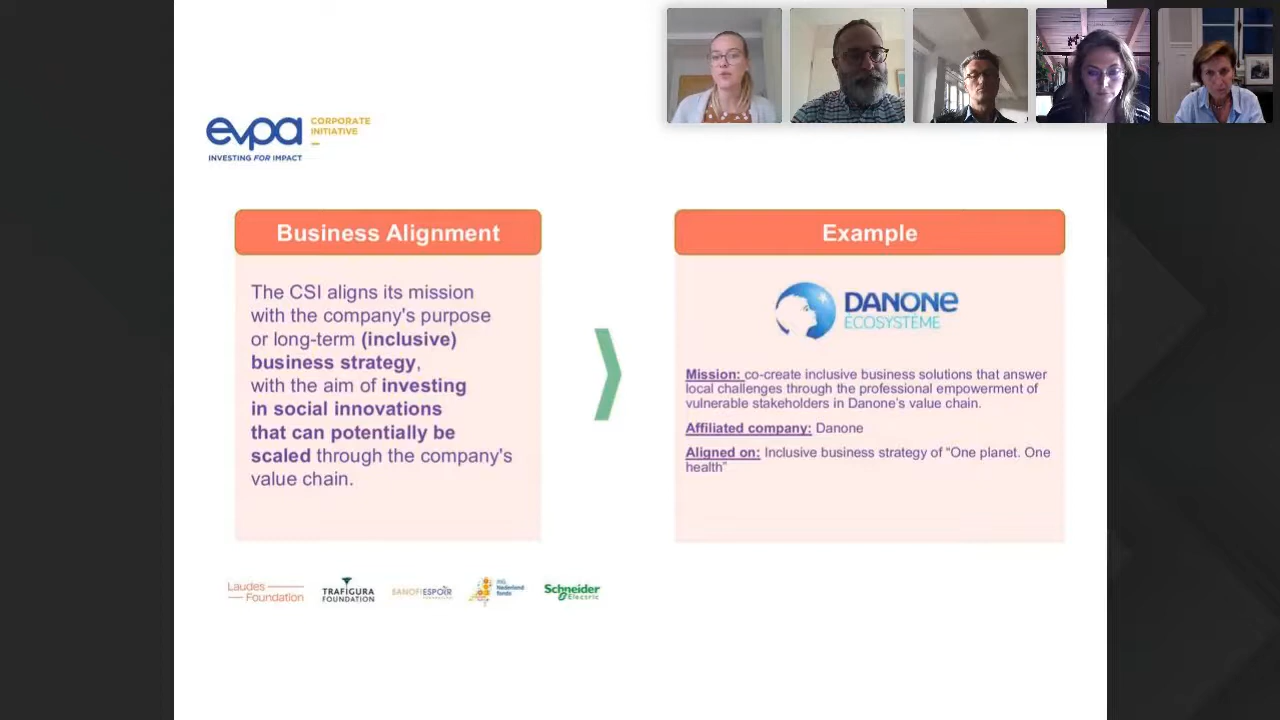 evpa CORPORATE
INITIATIVE
INVESTING FOR IMPACT
Business Alignment
The CSI aligns its mission
with the company's purpose
or long-term (inclusive)
business strategy,
with the aim of investing
in social innovations
that can potentially be
scaled through the company's
value chain.
Example
DANONE
ECOSYSTÈME
Mission: co-create inclusive business solutions that answer
local challenges through the professional empowerment of
vulnerable stakeholders in Danone's value chain.
Affiliated company: Danone
Aligned on: Inclusive business strategy of "One planet. One
health"
Laudes
Foundation
TRAFIGURA
FOUNDATION
SANOFI ESPOIR
ING
Nederland
fonds
Schneider
Electric